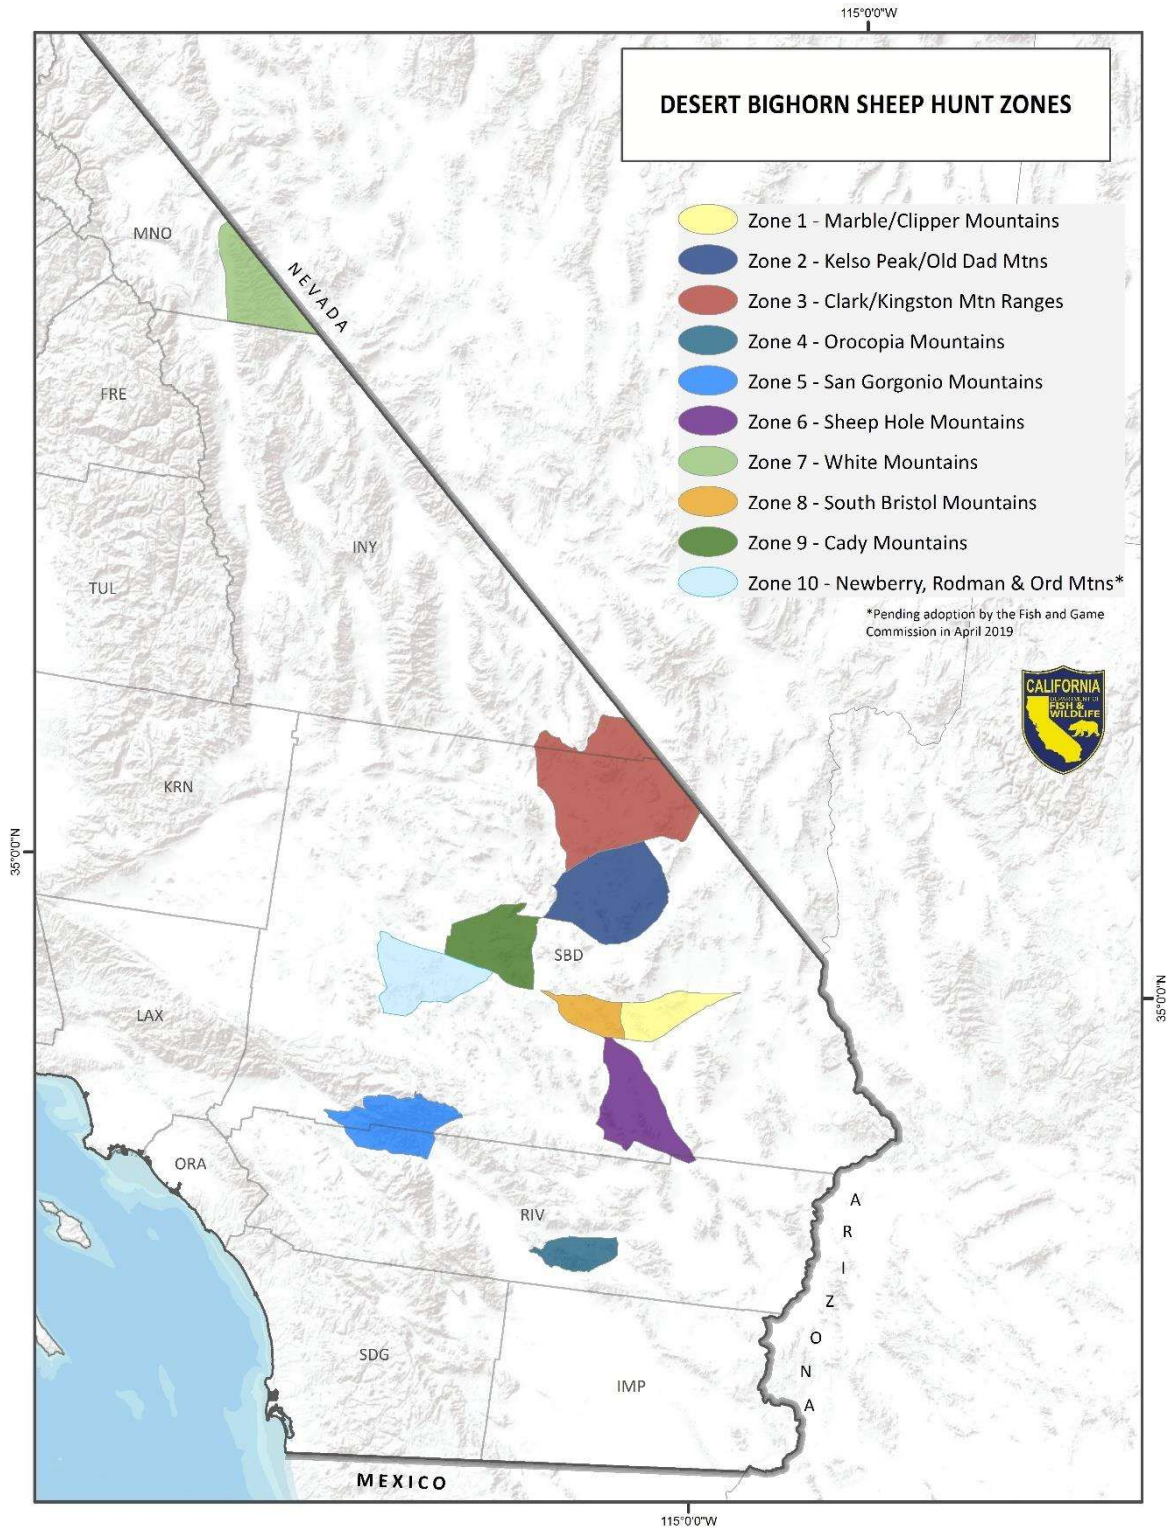 115°0'0"W
DESERT BIGHORN SHEEP HUNT ZONES
Zone 1 - Marble/Clipper Mountains
Zone 2 - Kelso Peak/Old Dad Mtns
Zone 3 - Clark/Kingston Mtn Ranges
Zone 4 - Orocopia Mountains
Zone 5 - San Gorgonio Mountains
Zone 6 - Sheep Hole Mountains
Zone 7 - White Mountains
Zone 8 - South Bristol Mountains
Zone 9 - Cady Mountains
Zone 10 - Newberry, Rodman & Ord Mtns*
*Pending adoption by the Fish and Game
Commission in April 2019
CALIFORNIA
DEPARTMENT OF
FISH &
WILDLIFE
MNO
NEVADA
FRE
INY
TUL
KRN
35°0'0"N
SBD
35°0'0"N
LAX
ORA
RIV
ARIZONA
SDG
IMP
MEXICO
115°0'0"W